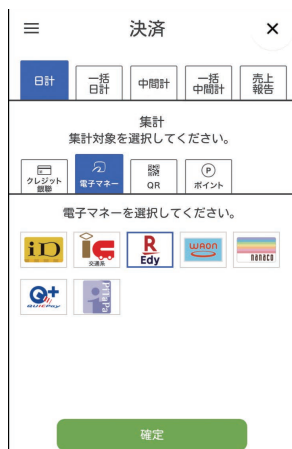 決済
日計
一括
日計
中間計
一括
中間計
売上
報告
集計
集計対象を選択してください。
クレジット
銀聯
電子マネー
QR
P
ポイント
電子マネーを選択してください。
iD
ic
交通系
R
Edy
WAON
nanaco
Q+
QUICPay
PiTaPa
確定